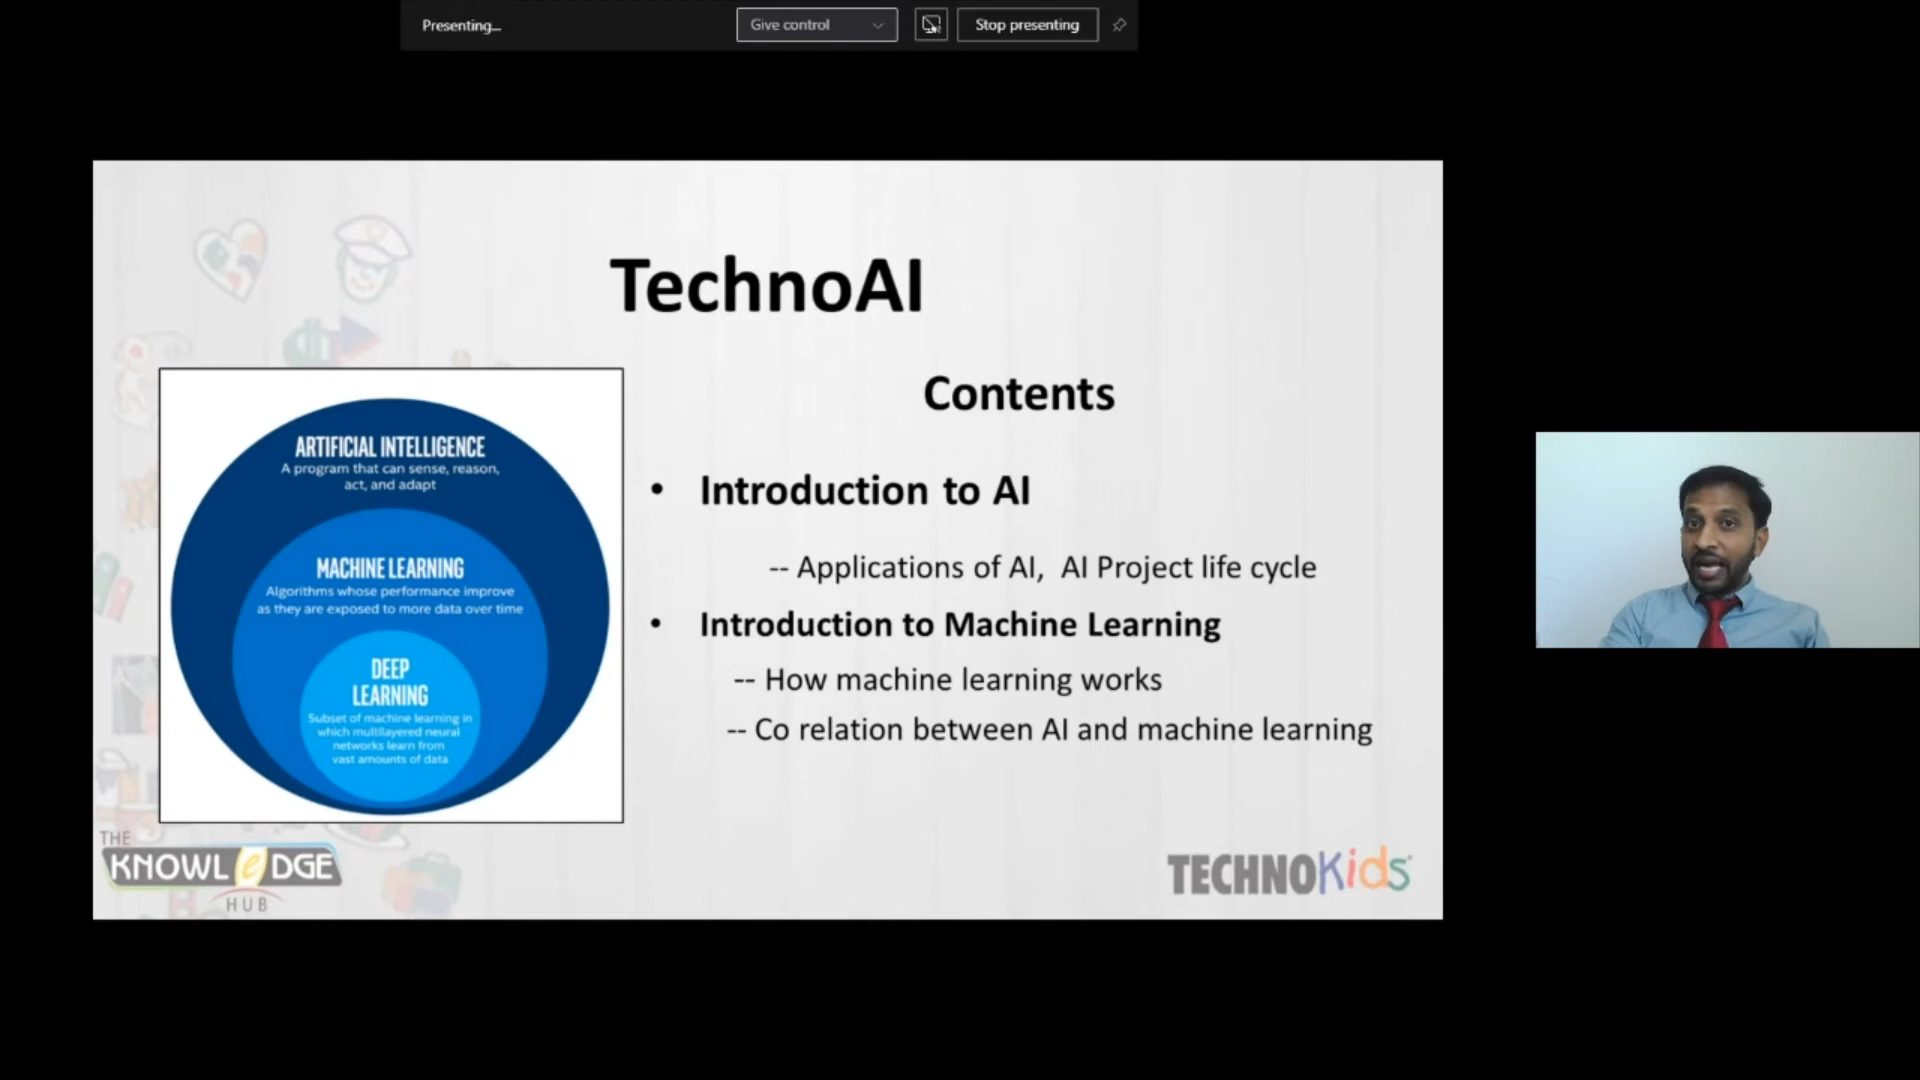 Presenting...
Give control
Stop presenting
TechnoAI
ARTIFICIAL INTELLIGENCE
A program that can sense, reason,
act, and adapt
MACHINE LEARNING
Algorithms whose performance improve
as they are exposed to more data over time
DEEP
LEARNING
Subset of machine learning in
which multilayered neural
networks learn from
vast amounts of data
Contents
• Introduction to AI
-- Applications of AI, AI Project life cycle
• Introduction to Machine Learning
-- How machine learning works
-- Co relation between AI and machine learning
THE
KNOWLeDGE
HUB
TECHNOKids